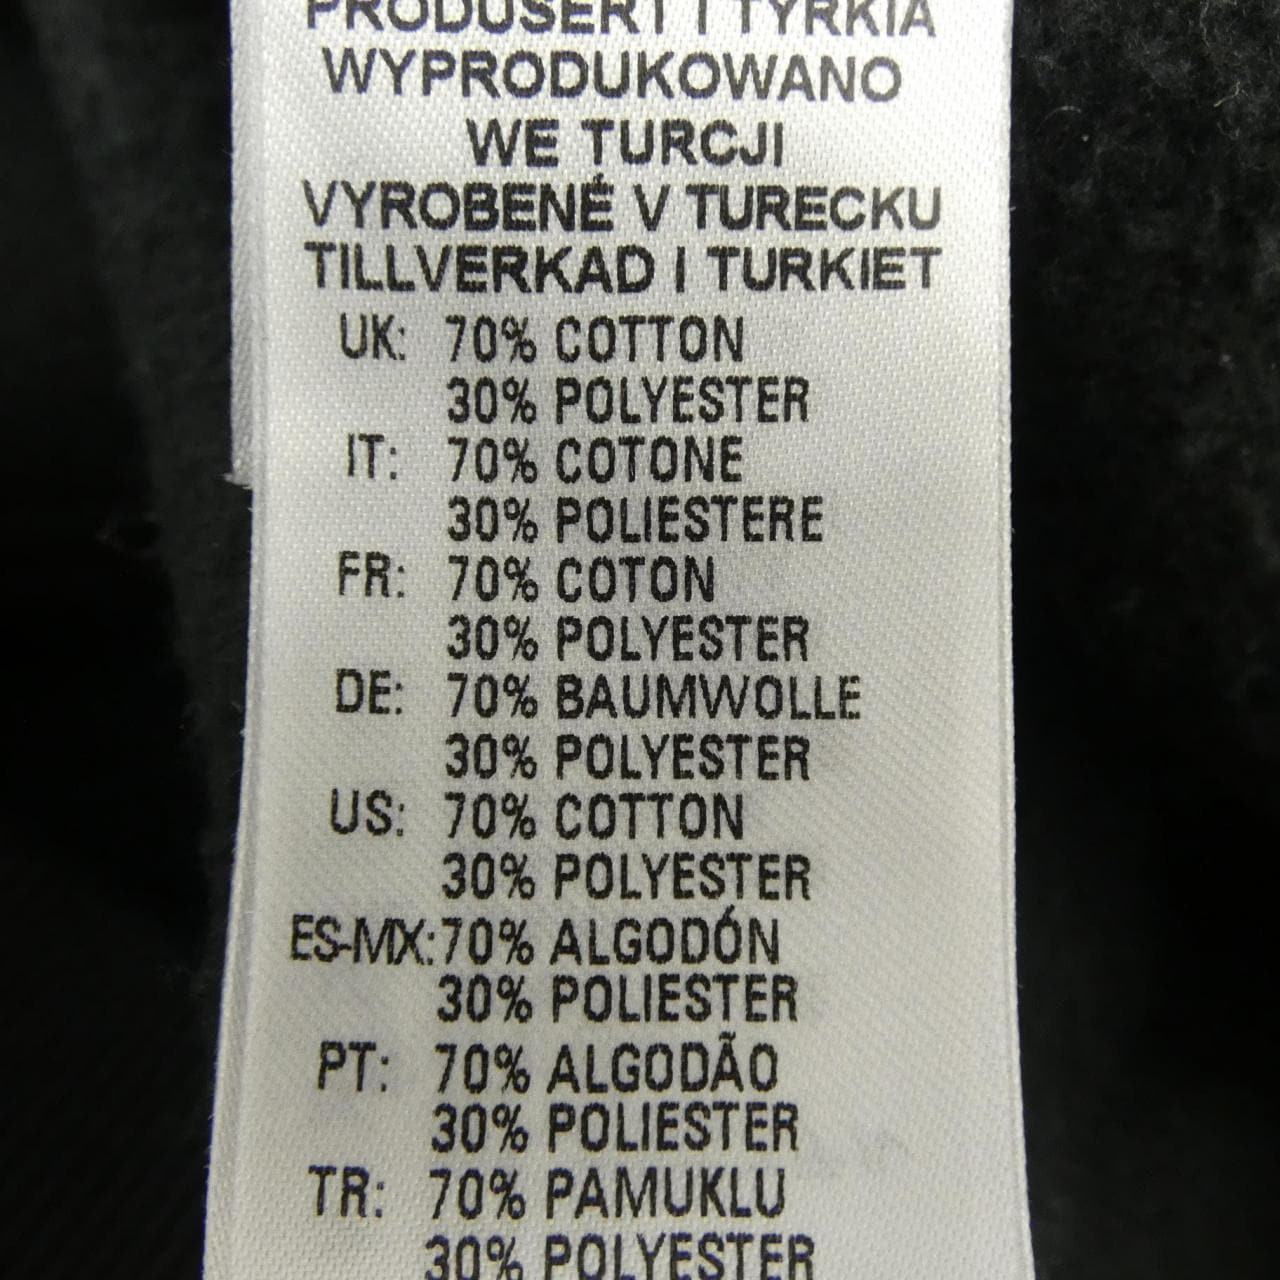 PRODUSERT I TYRKIA
WYPRODUKOWANO
WE TURCJI
VYROBENÉ V TURECKU
TILLVERKAD I TURKIET
UK: 70% COTTON
30% POLYESTER
IT: 70% COTONE
30% POLIESTERE
FR: 70% COTON
30% POLYESTER
DE: 70% BAUMWOLLE
30% POLYESTER
US: 70% COTTON
30% POLYESTER
ES-MX: 70% ALGODÓN
30% POLIESTER
PT: 70% ALGODÃO
30% POLIESTER
TR: 70% PAMUKLU
30% POLYESTER